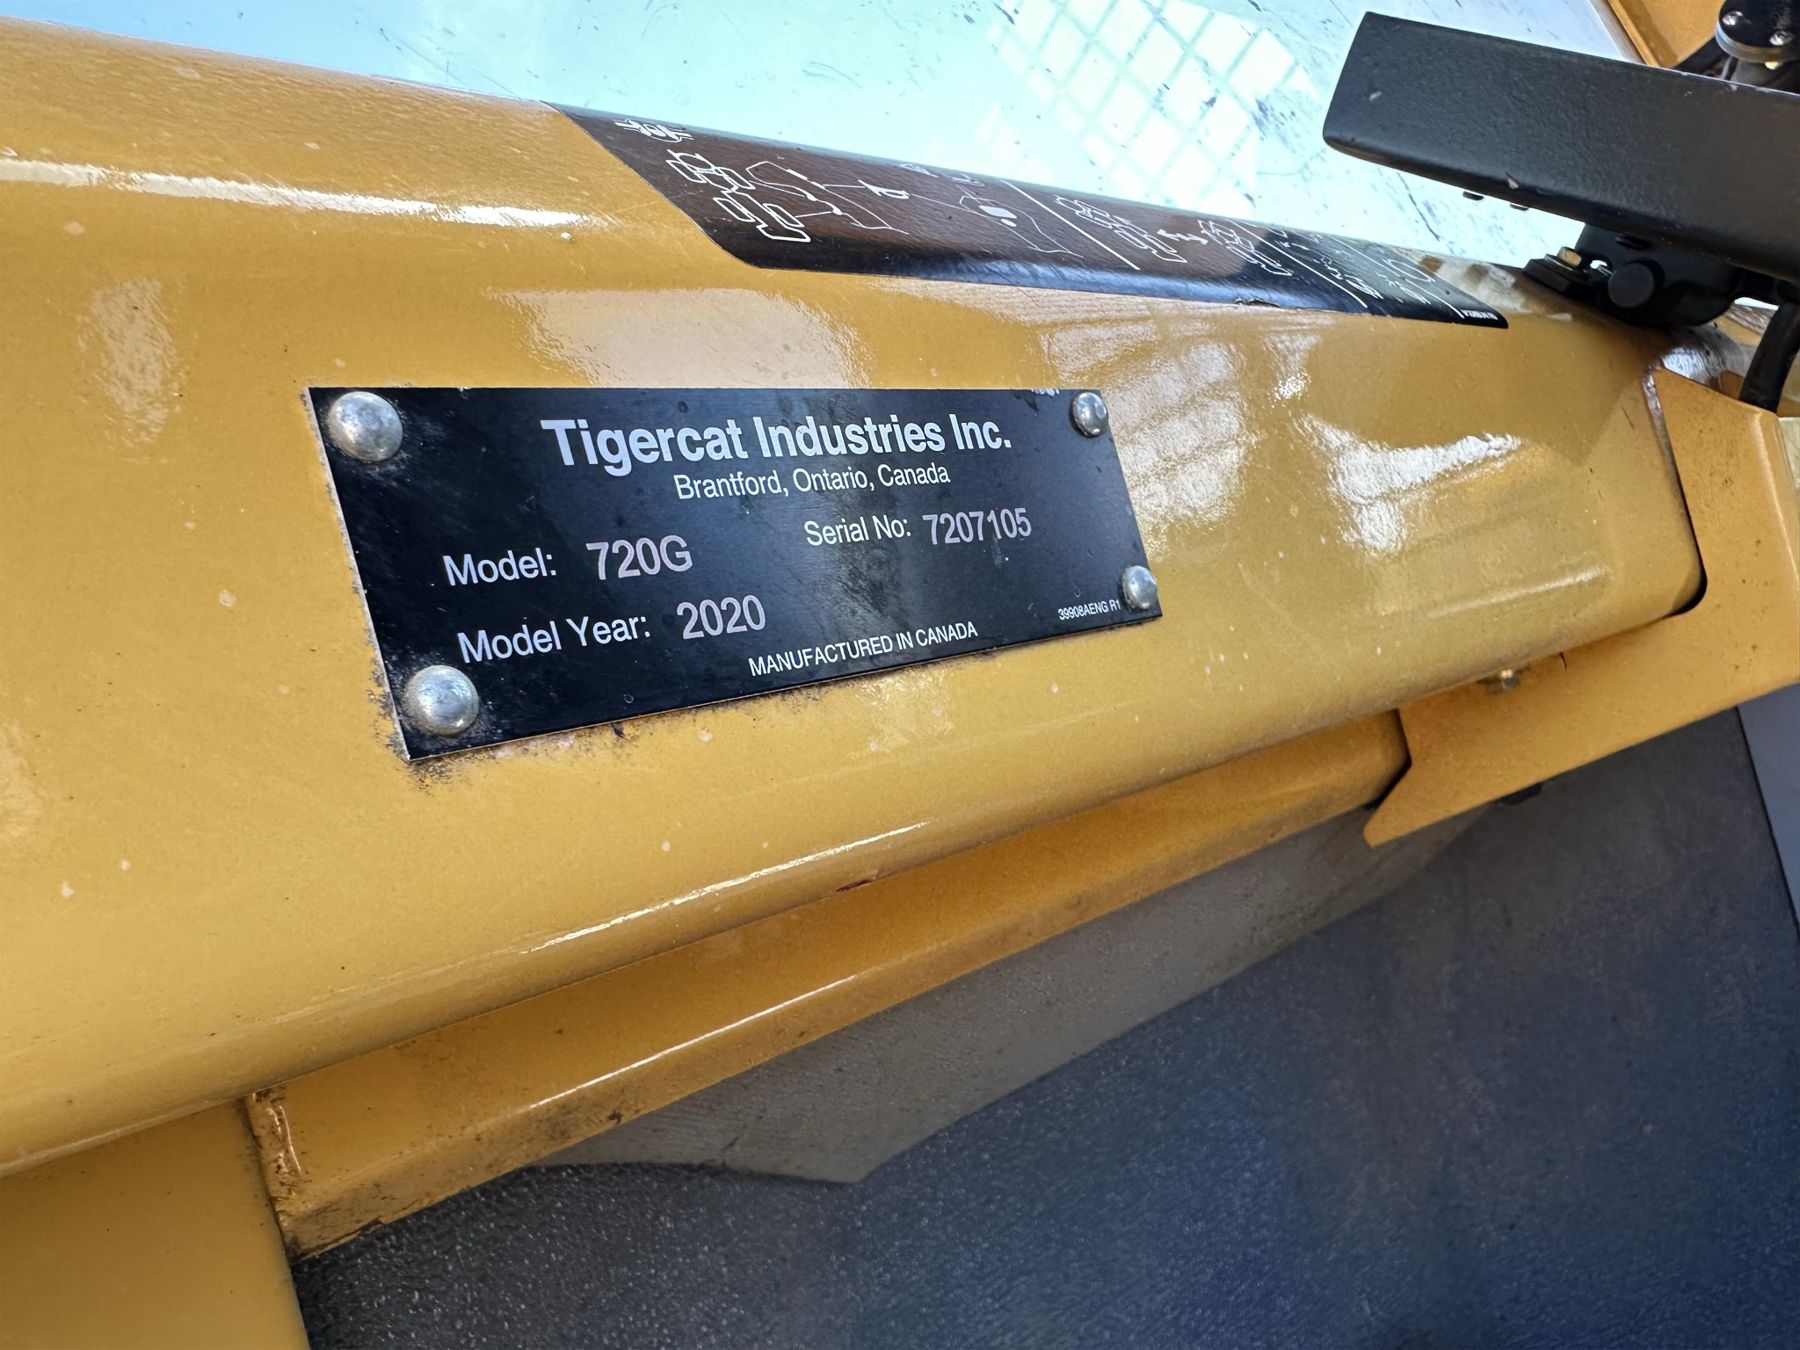 Tigercat Industries Inc.
Brantford, Ontario, Canada
Serial No: 7207105
Model: 720G
Model Year: 2020
39908AENG R1
MANUFACTURED IN CANADA